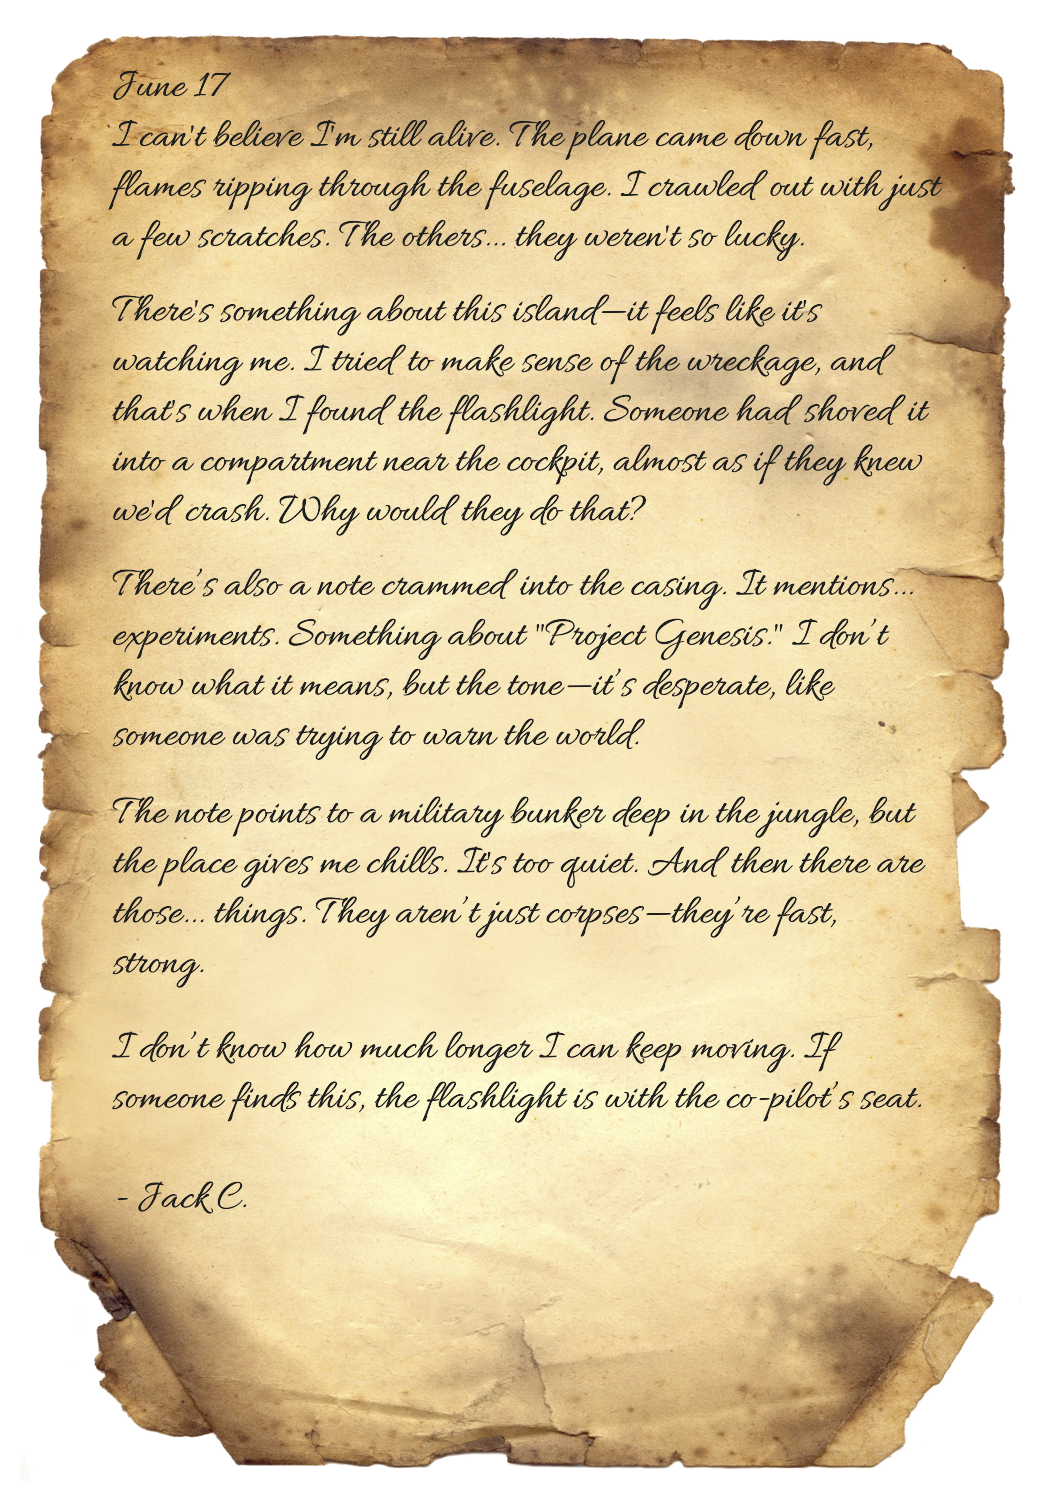 June 17
I can't believe I'm still alive. The plane came down fast,
flames ripping through the fuselage. I crawled out with just
a few scratches. The others... they weren't so lucky.
There's something about this island—it feels like it's
watching me. I tried to make sense of the wreckage, and
that's when I found the flashlight. Someone had shoved it
into a compartment near the cockpit, almost as if they knew
we'd crash. Why would they do that?
There’s also a note crammed into the casing. It mentions...
experiments. Something about "Project Genesis." I don’t
know what it means, but the tone—it’s desperate, like
someone was trying to warn the world.
The note points to a military bunker deep in the jungle, but
the place gives me chills. It's too quiet. And then there are
those... things. They aren’t just corpses—they’re fast,
strong.
I don’t know how much longer I can keep moving. If
someone finds this, the flashlight is with the co-pilot’s seat.
- Jack C.